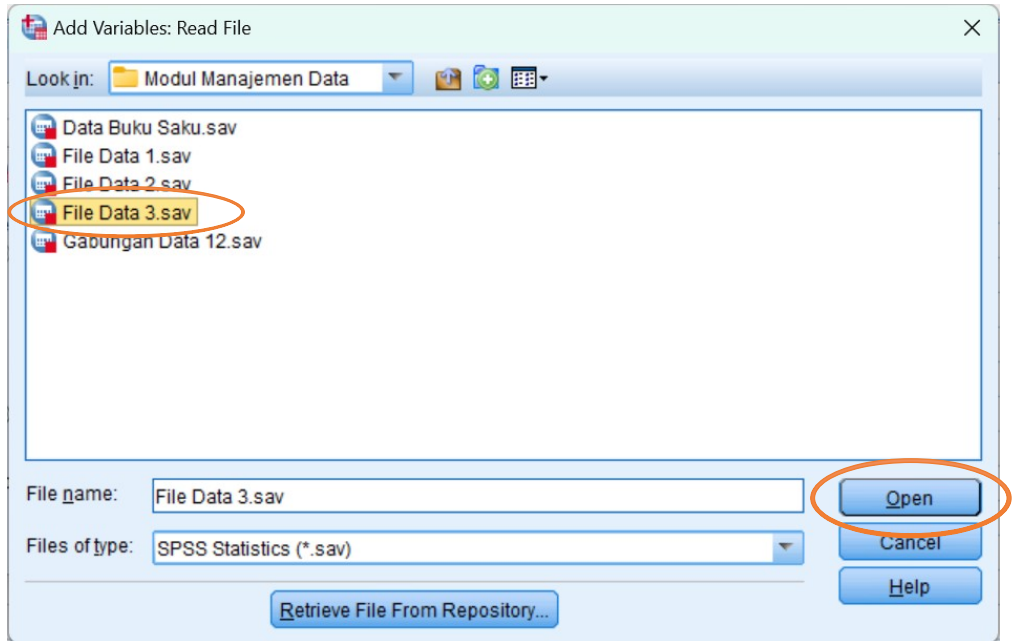 Add Variables: Read File
Look in: Modul Manajemen Data
Data Buku Saku.sav
File Data 1.sav
File Data 2.sav
File Data 3.sav
Gabungan Data 12.sav
File name: File Data 3.sav Open
Files of type: SPSS Statistics (*.sav) Cancel
Help
Retrieve File From Repository...